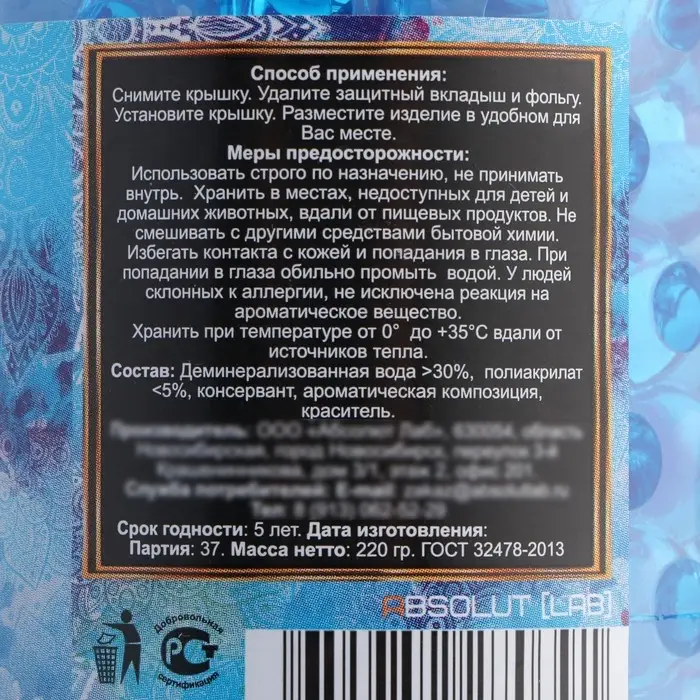 Способ применения:
Снимите крышку. Удалите защитный вкладыш и фольгу.
Установите крышку. Разместите изделие в удобном для
Вас месте.
Меры предосторожности:
Использовать строго по назначению, не принимать
внутрь. Хранить в местах, недоступных для детей и
домашних животных, вдали от пищевых продуктов. Не
смешивать с другими средствами бытовой химии.
Избегать контакта с кожей и попадания в глаза. При
попадании в глаза обильно промыть водой. У людей
склонных к аллергии, не исключена реакция на
ароматическое вещество.
Хранить при температуре от 0° до +35°С вдали от
источников тепла.
Состав: Деминерализованная вода >30%, полиакрилат
<5%, консервант, ароматическая композиция,
краситель.
Срок годности: 5 лет. Дата изготовления:
Партия: 37. Масса нетто: 220 гр. ГОСТ 32478-2013
ABSOLUT [LAB]
Добровольная
РСТ
сертификация